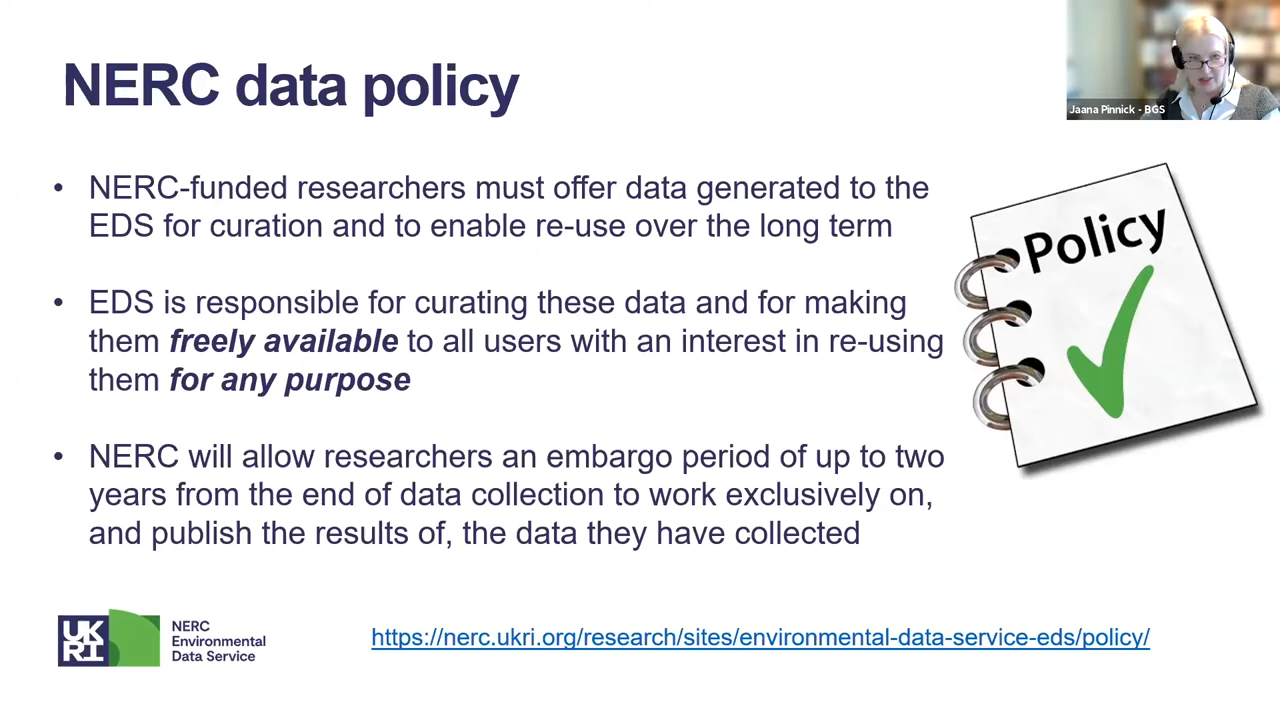 NERC data policy
Jaana Pinnick - BGS
• NERC-funded researchers must offer data generated to the
EDS for curation and to enable re-use over the long term
• EDS is responsible for curating these data and for making
them freely available to all users with an interest in re-using
them for any purpose
• NERC will allow researchers an embargo period of up to two
years from the end of data collection to work exclusively on,
and publish the results of, the data they have collected
Policy
UK
RI
NERC
Environmental
Data Service
https://nerc.ukri.org/research/sites/environmental-data-service-eds/policy/